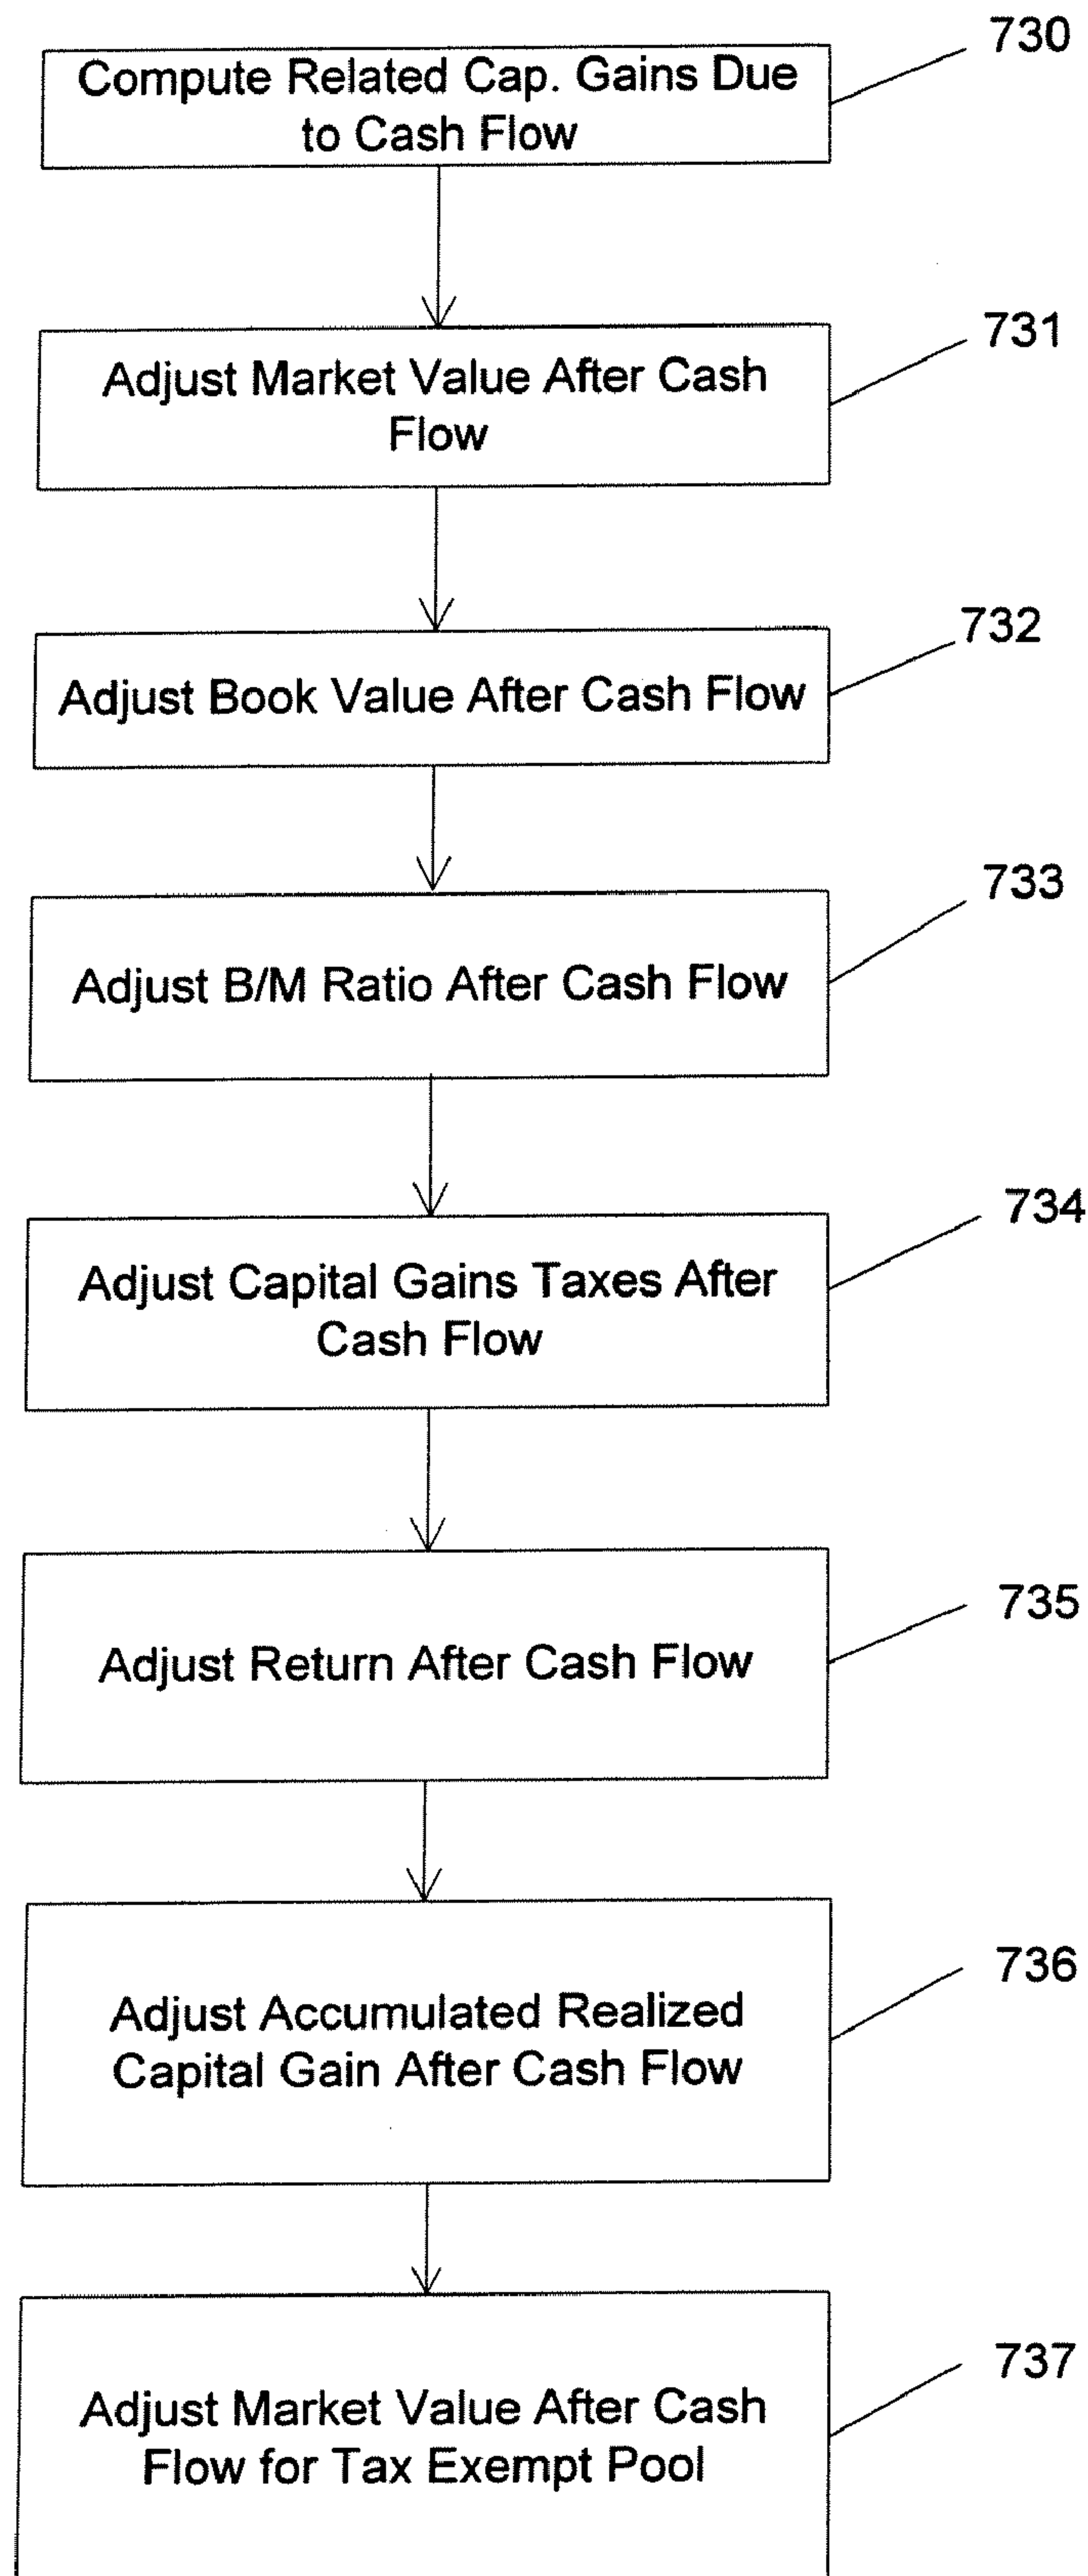 730
Compute Related Cap. Gains Due
to Cash Flow
731
Adjust Market Value After Cash
Flow
732
Adjust Book Value After Cash Flow
733
Adjust B/M Ratio After Cash Flow
734
Adjust Capital Gains Taxes After
Cash Flow
735
Adjust Return After Cash Flow
736
Adjust Accumulated Realized
Capital Gain After Cash Flow
737
Adjust Market Value After Cash
Flow for Tax Exempt Pool